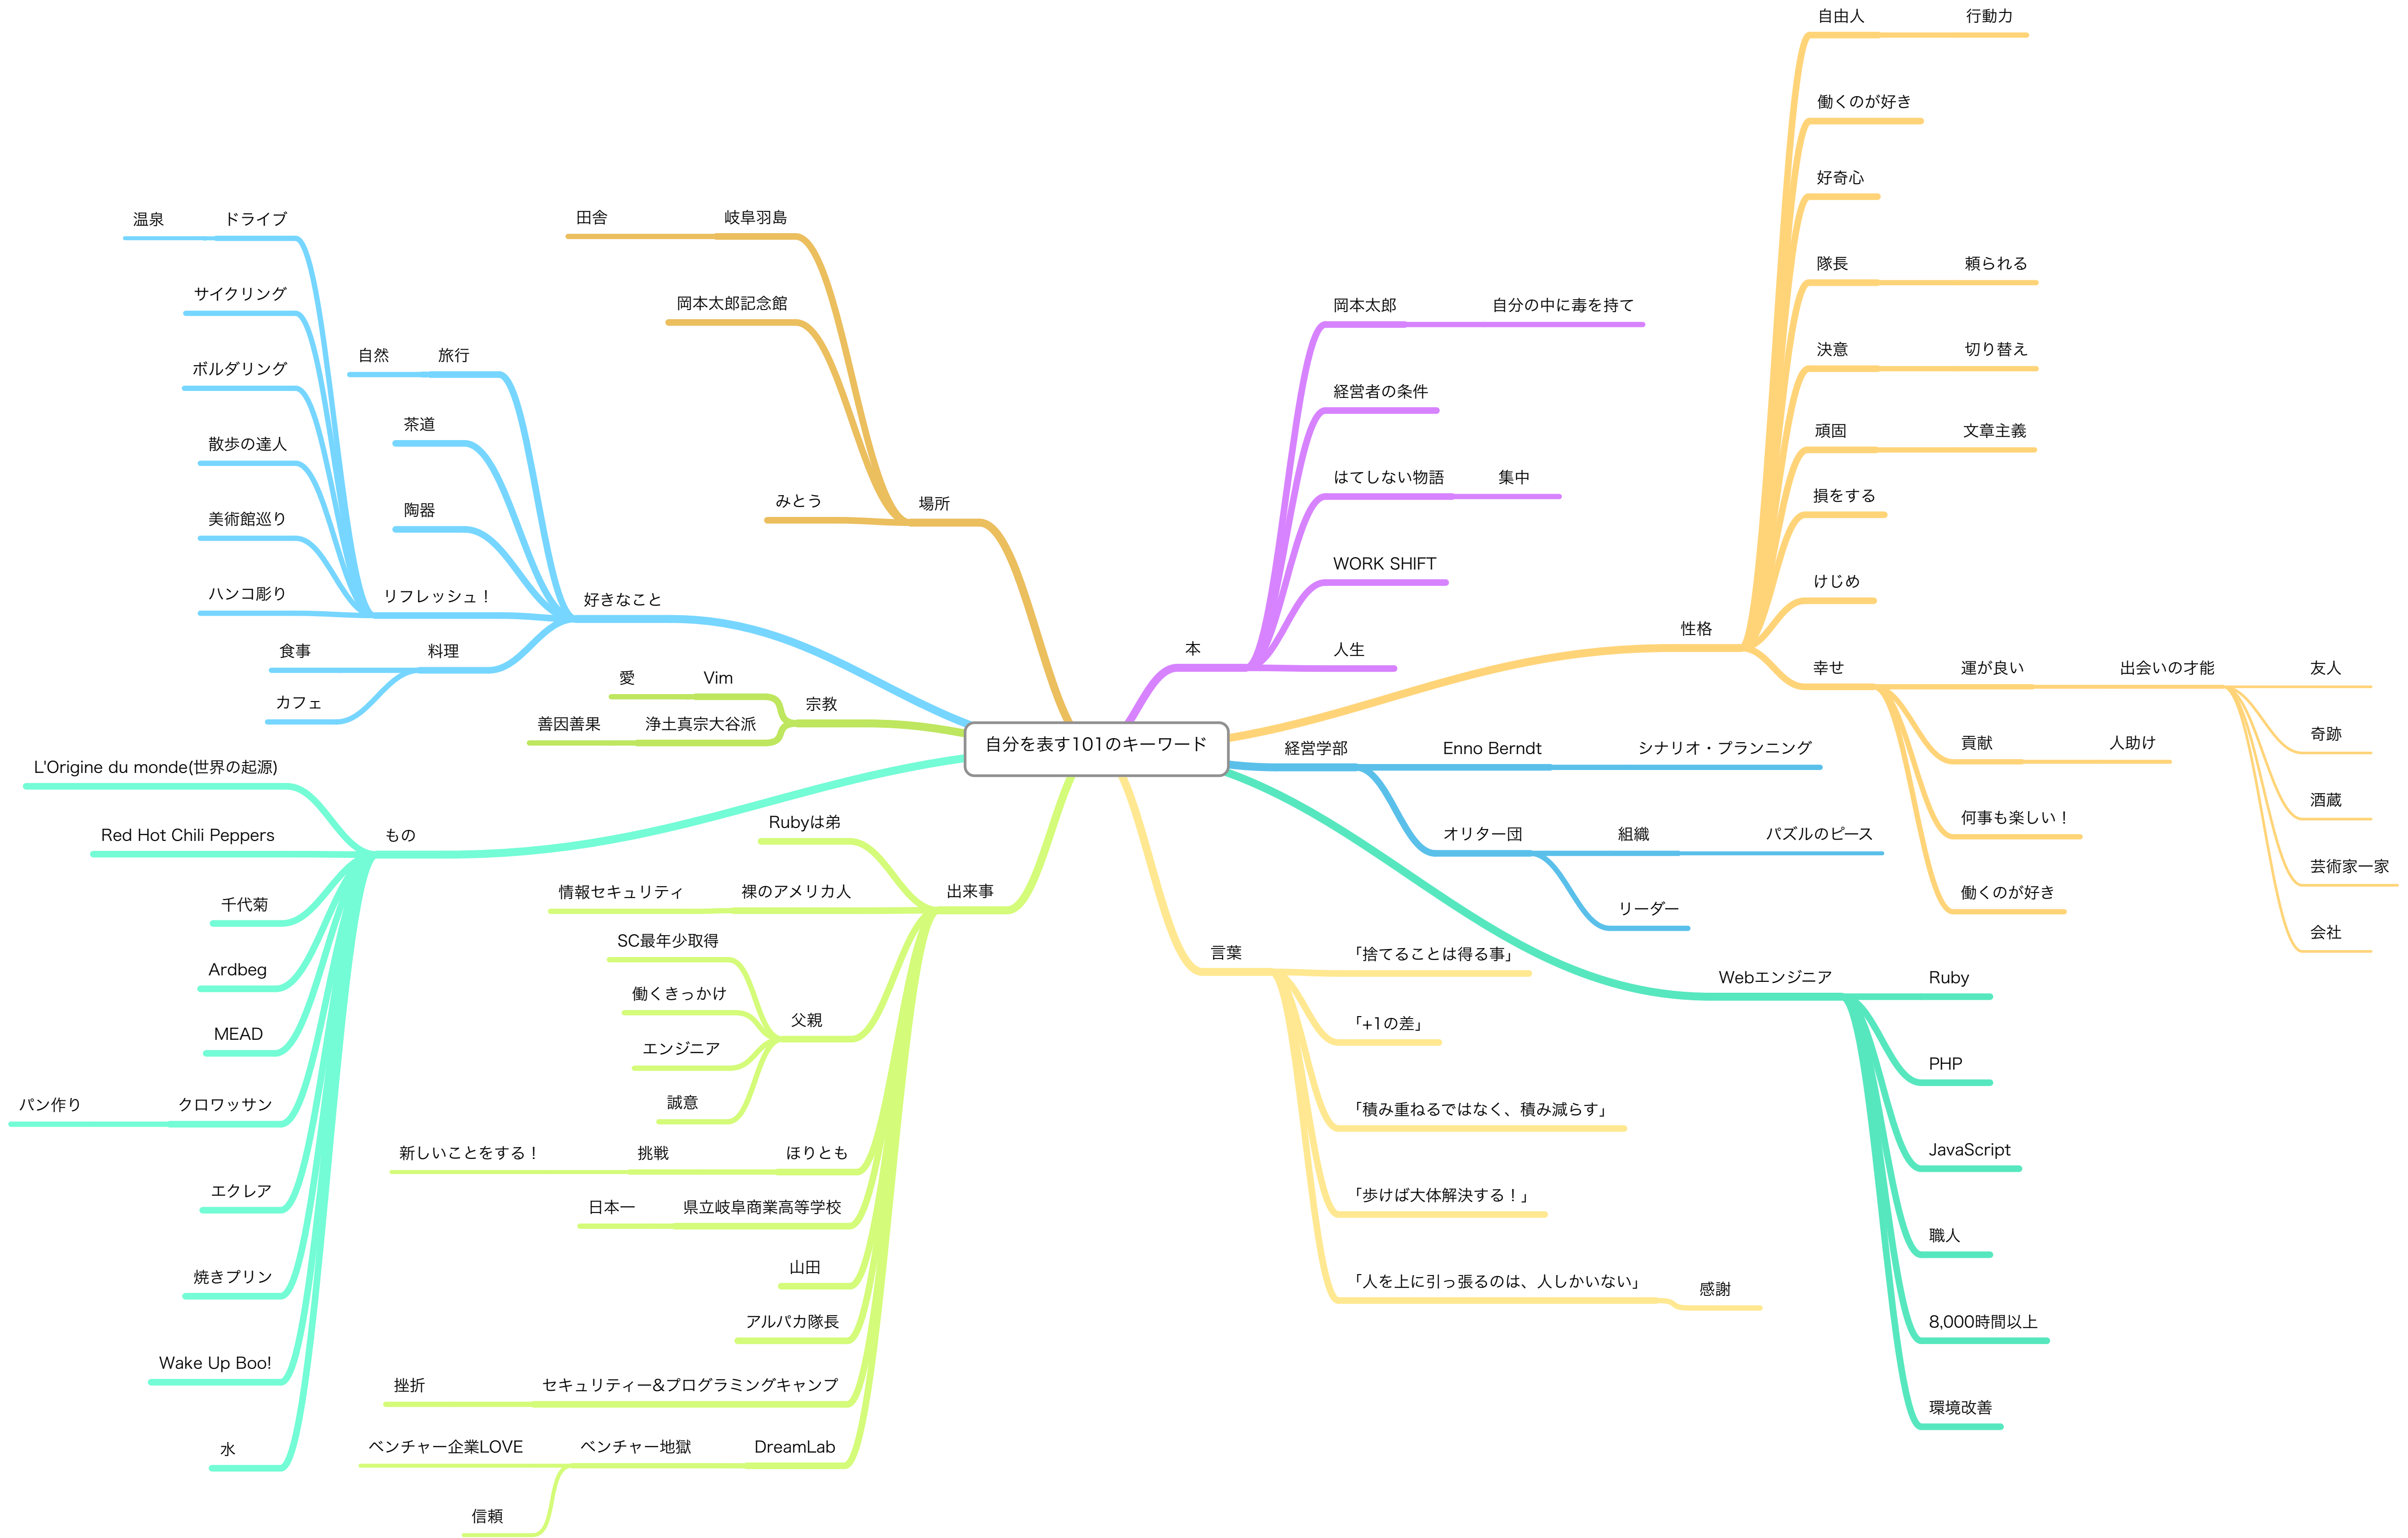 自分を表す101のキーワード
本
岡本太郎
自分の中に毒を持て
経営者の条件
はてしない物語
集中
WORK SHIFT
人生
性格
自由人
行動力
働くのが好き
好奇心
隊長
頼られる
決意
切り替え
頑固
文章主義
損をする
けじめ
幸せ
運が良い
出会いの才能
友人
奇跡
酒蔵
芸術家一家
会社
貢献
人助け
何事も楽しい！
働くのが好き
経営学部
Enno Berndt
シナリオ・プランニング
オリター団
組織
パズルのピース
リーダー
Webエンジニア
Ruby
PHP
JavaScript
職人
8,000時間以上
環境改善
言葉
「捨てることは得る事」
「+1の差」
「積み重ねるではなく、積み減らす」
「歩けば大体解決する！」
「人を上に引っ張るのは、人しかいない」
感謝
場所
岐阜羽島
田舎
岡本太郎記念館
みとう
好きなこと
旅行
自然
茶道
陶器
リフレッシュ！
ドライブ
温泉
サイクリング
ボルダリング
散歩の達人
美術館巡り
ハンコ彫り
料理
食事
カフェ
宗教
Vim
愛
浄土真宗大谷派
善因善果
もの
L'Origine du monde(世界の起源)
Red Hot Chili Peppers
千代菊
Ardbeg
MEAD
クロワッサン
パン作り
エクレア
焼きプリン
Wake Up Boo!
水
出来事
Rubyは弟
裸のアメリカ人
情報セキュリティ
父親
SC最年少取得
働くきっかけ
エンジニア
誠意
ほりとも
挑戦
新しいことをする！
県立岐阜商業高等学校
日本一
山田
アルパカ隊長
セキュリティー&プログラミングキャンプ
挫折
DreamLab
ベンチャー地獄
ベンチャー企業LOVE
信頼